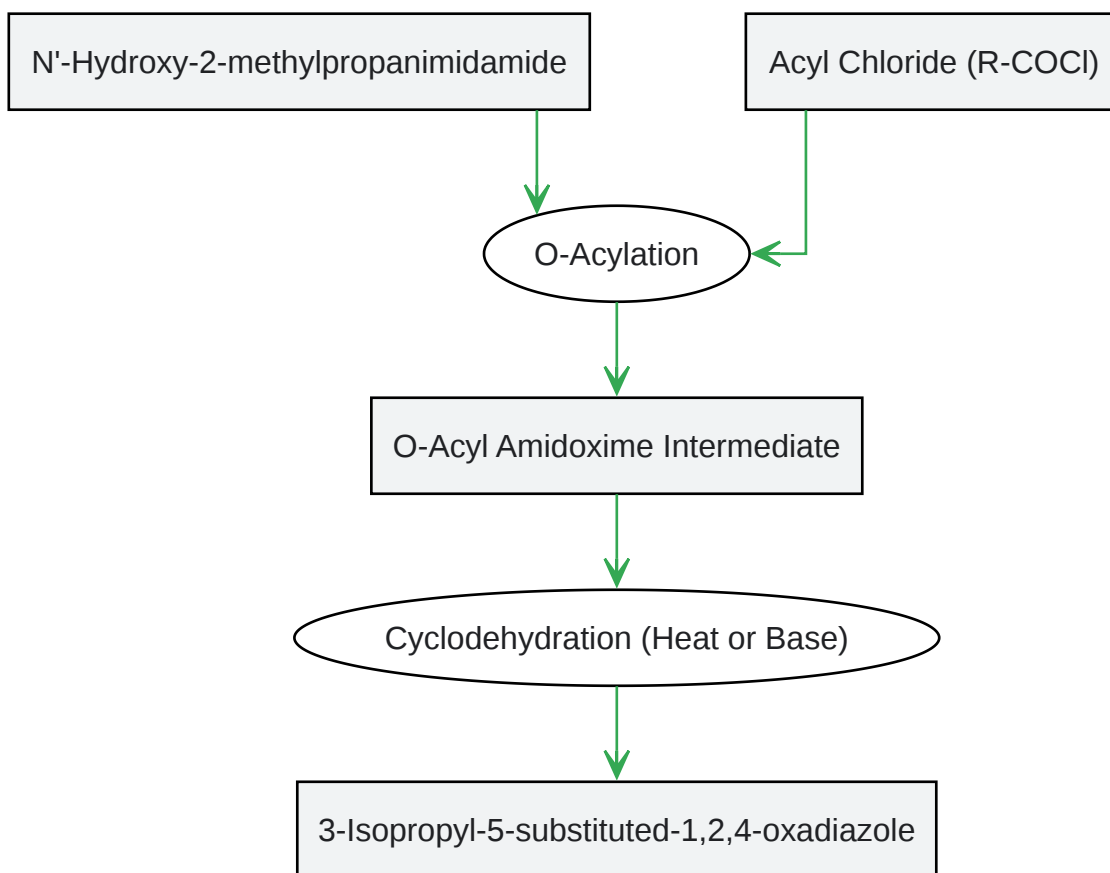 N'-Hydroxy-2-methylpropanimidamide
Acyl Chloride (R-COCl)
O-Acylation
O-Acyl Amidoxime Intermediate
Cyclodehydration (Heat or Base)
3-Isopropyl-5-substituted-1,2,4-oxadiazole